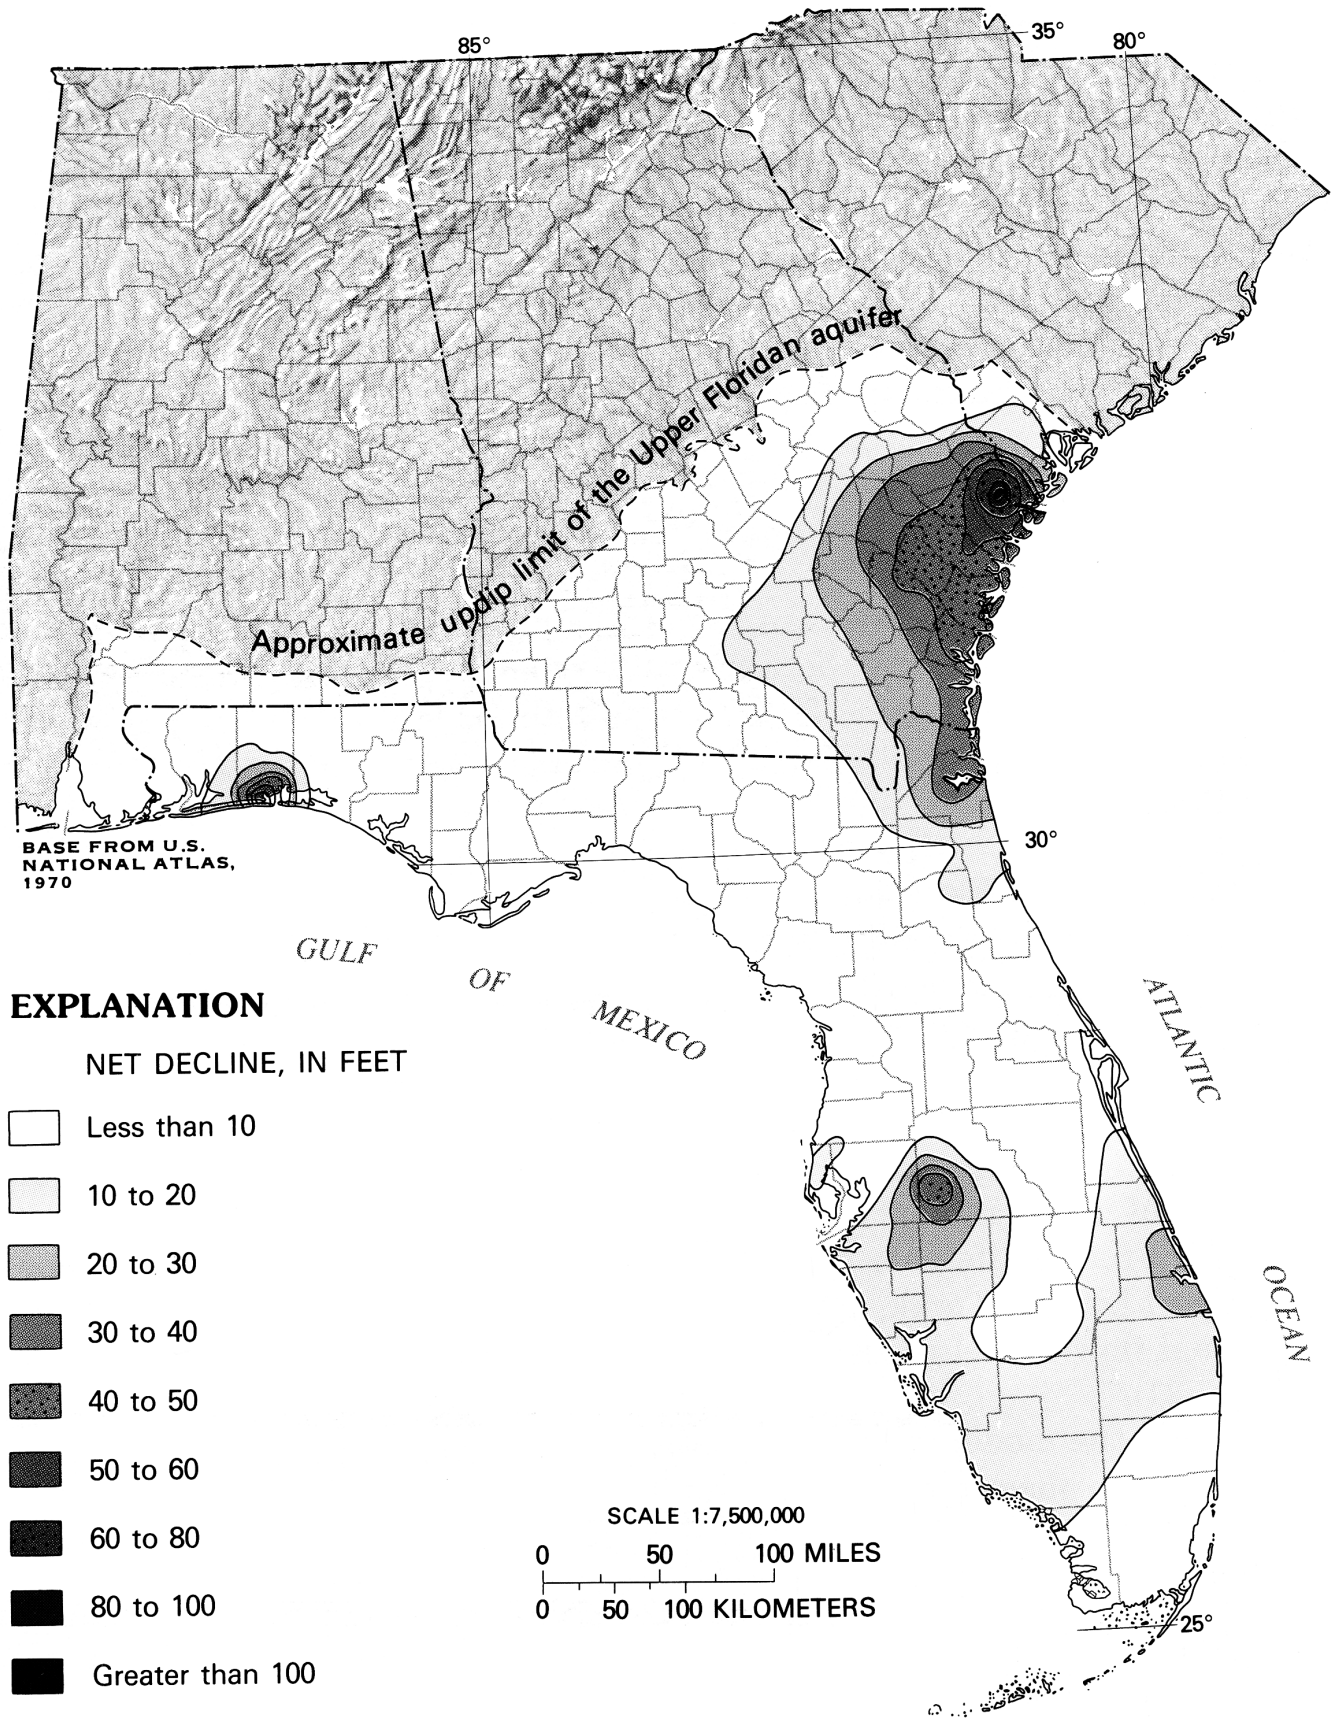 85°
35°
80°
Approximate updip limit of the Upper Floridan aquifer
BASE FROM U.S.
NATIONAL ATLAS,
1970
30°
GULF
OF
MEXICO
ATLANTIC
OCEAN
EXPLANATION
NET DECLINE, IN FEET
Less than 10
10 to 20
20 to 30
30 to 40
40 to 50
50 to 60
60 to 80
80 to 100
Greater than 100
SCALE 1:7,500,000
0 50 100 MILES
0 50 100 KILOMETERS
25°